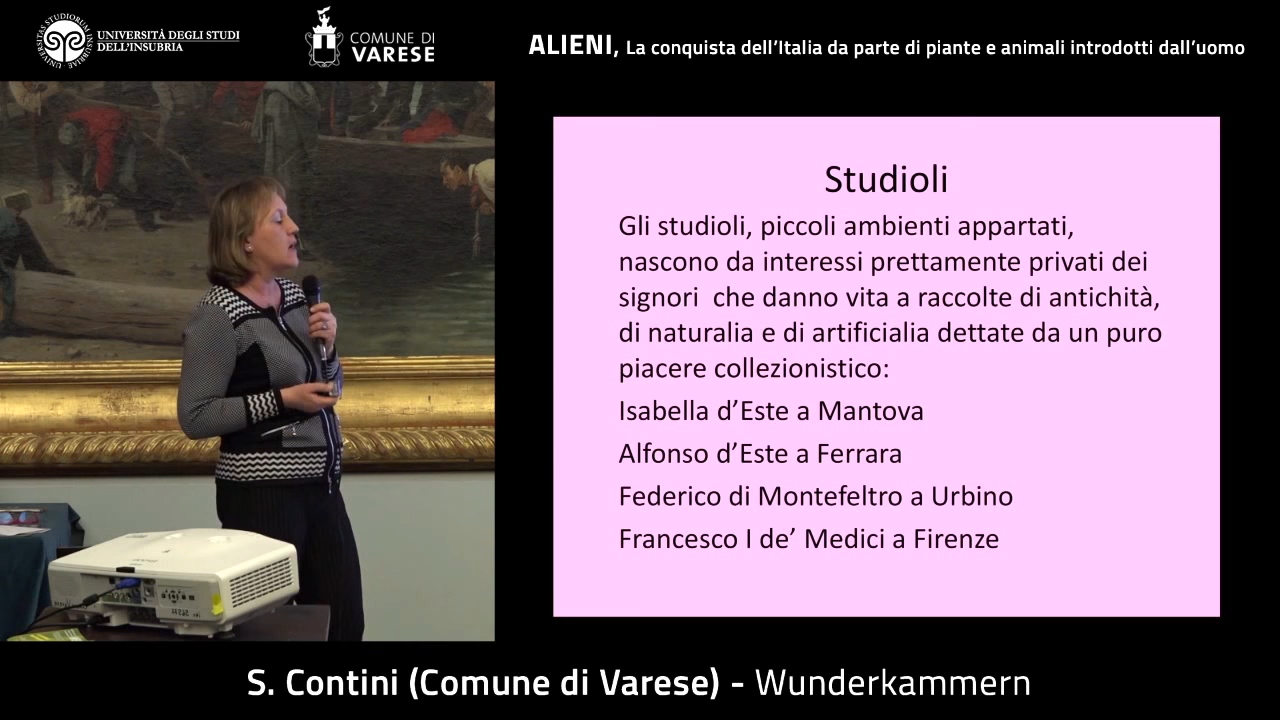 UNIVERSITÀ DEGLI STUDI
DELL'INSUBRIA
COMUNE DI
VARESE
ALIENI, La conquista dell'Italia da parte di piante e animali introdotti dall'uomo
Studioli
Gli studioli, piccoli ambienti appartati,
nascono da interessi prettamente privati dei
signori che danno vita a raccolte di antichità,
di naturalia e di artificialia dettate da un puro
piacere collezionistico:
Isabella d'Este a Mantova
Alfonso d'Este a Ferrara
Federico di Montefeltro a Urbino
Francesco I de' Medici a Firenze
S. Contini (Comune di Varese) - Wunderkammern